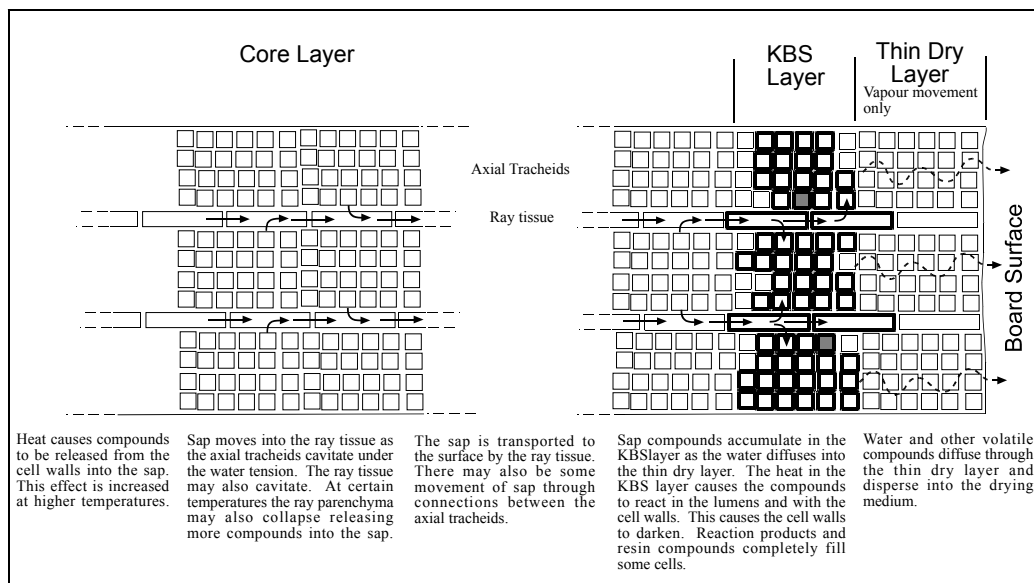 Core Layer
KBS
Layer
Thin Dry
Layer
Vapour movement
only
Axial Tracheids
Ray tissue
Board Surface
Heat causes compounds
to be released from the
cell walls into the sap.
This effect is increased
at higher temperatures.
Sap moves into the ray tissue as
the axial tracheids cavitate under
the water tension. The ray tissue
may also cavitate. At certain
temperatures the ray parenchyma
may also collapse releasing
more compounds into the sap.
The sap is transported to
the surface by the ray tissue.
There may also be some
movement of sap through
connections between the
axial tracheids.
Sap compounds accumulate in the
KBSlayer as the water diffuses into
the thin dry layer. The heat in the
KBS layer causes the compounds
to react in the lumens and with the
cell walls. This causes the cell walls
to darken. Reaction products and
resin compounds completely fill
some cells.
Water and other volatile
compounds diffuse through
the thin dry layer and
disperse into the drying
medium.